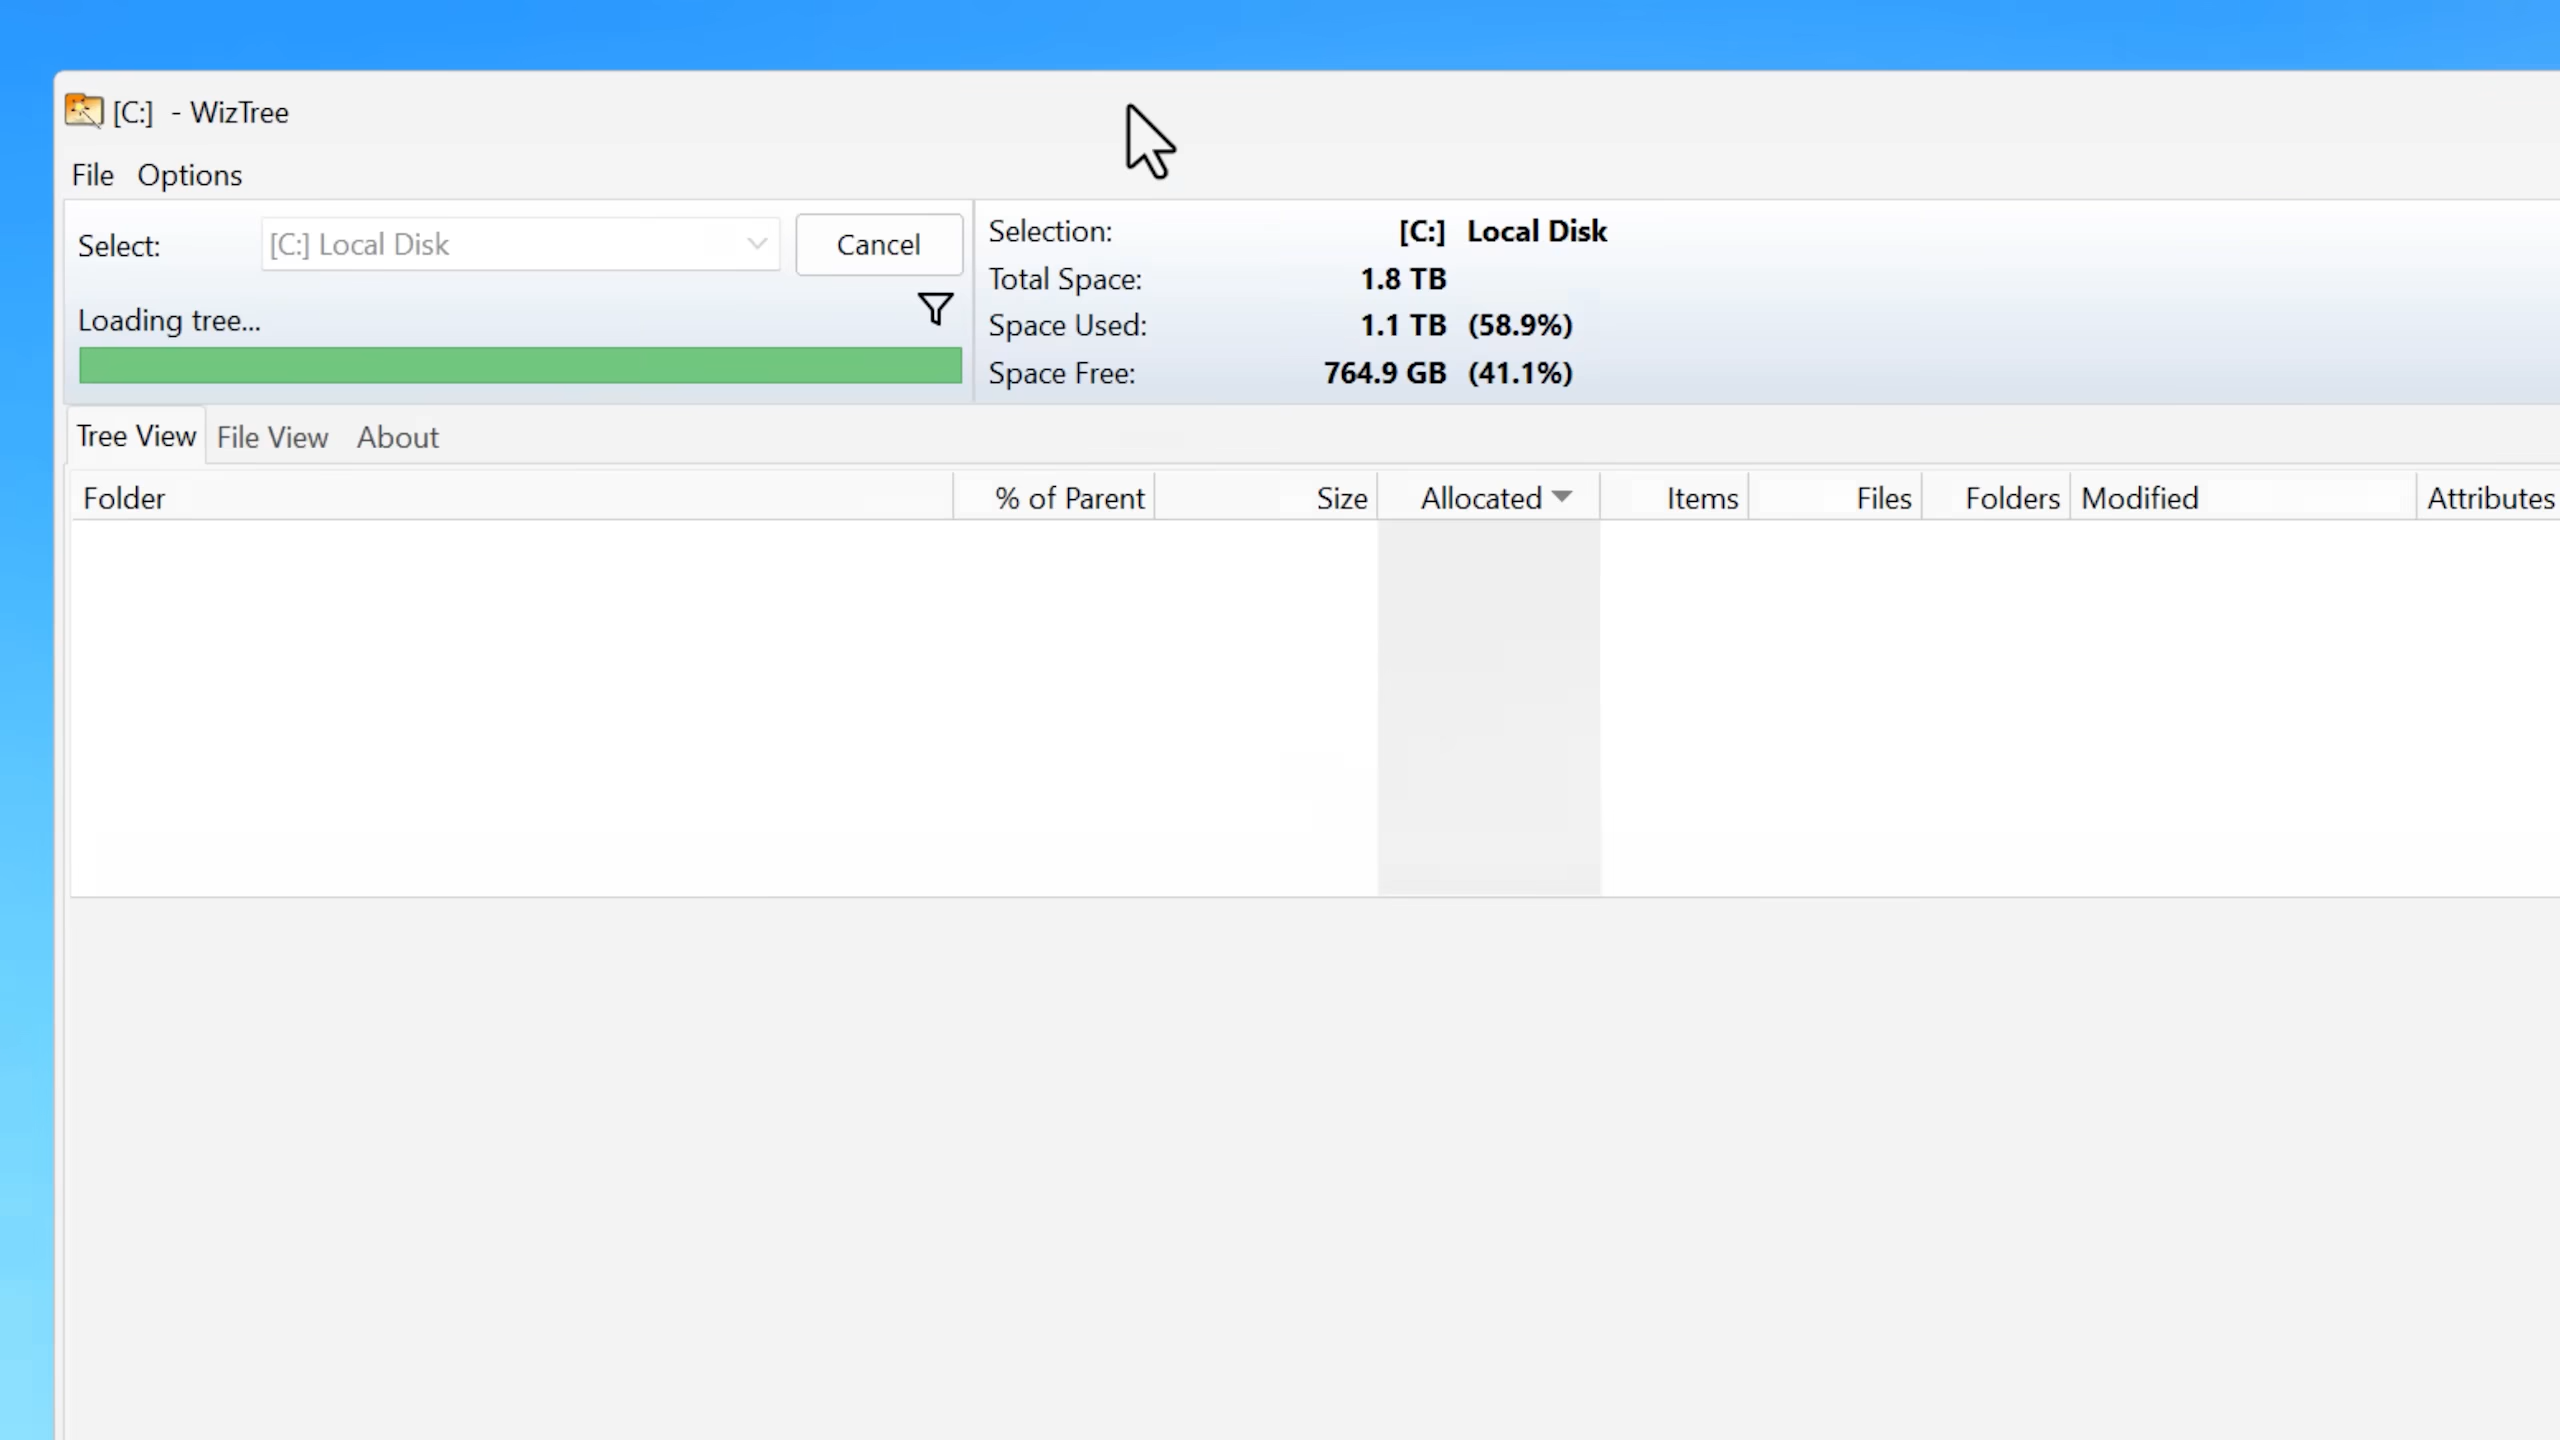 [C:] - WizTree
File Options
Select: [C:] Local Disk Cancel
Loading tree...
Selection: [C:] Local Disk
Total Space: 1.8 TB
Space Used: 1.1 TB (58.9%)
Space Free: 764.9 GB (41.1%)
Tree View File View About
Folder % of Parent Size Allocated Items Files Folders Modified Attributes